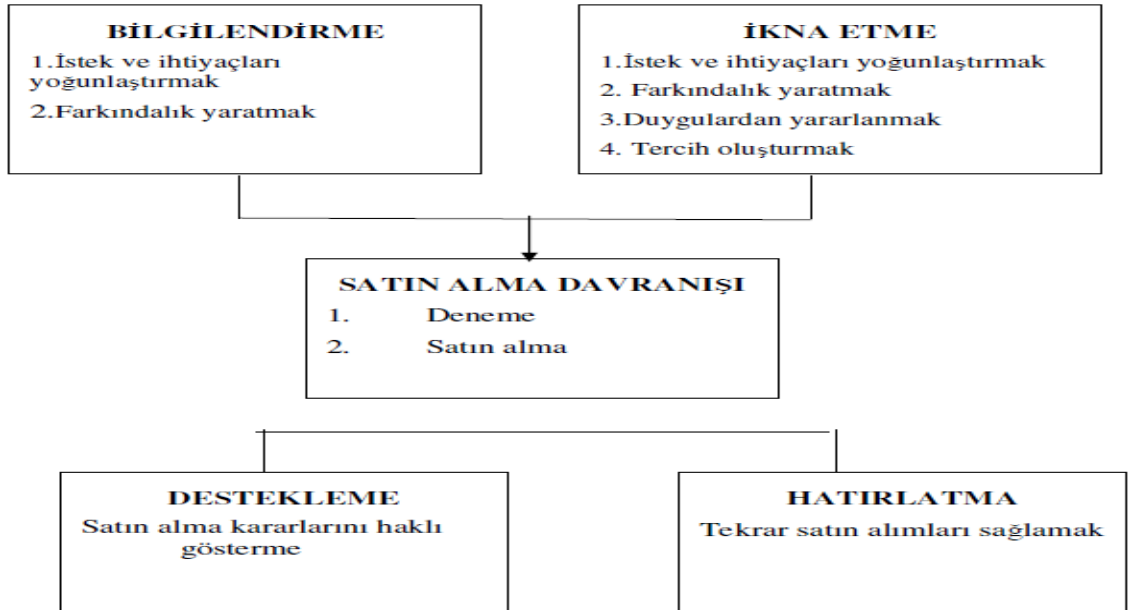 BİLGİLENDİRME
1.İstek ve ihtiyaçları
yoğunlaştırmak
2.Farkındalık yaratmak
İKNA ETME
1.İstek ve ihtiyaçları yoğunlaştırmak
2. Farkındalık yaratmak
3.Duygulardan yararlanmak
4. Tercih oluşturmak
SATIN ALMA DAVRANIŞI
1. Deneme
2. Satın alma
DESTEKLEME
Satın alma kararlarını haklı
gösterme
HATIRLATMA
Tekrar satın alımları sağlamak